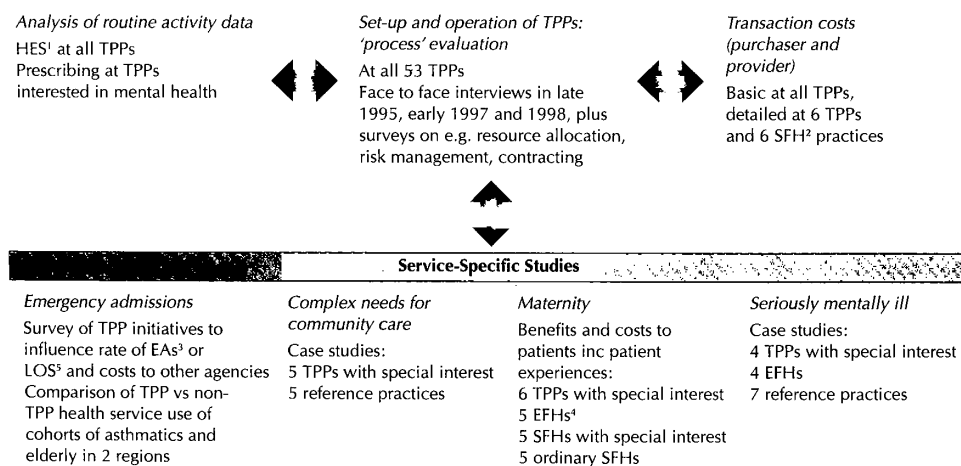 Analysis of routine activity data
HES¹ at all TPPs
Prescribing at TPPs
interested in mental health
Set-up and operation of TPPs:
‘process’ evaluation
At all 53 TPPs
Face to face interviews in late
1995, early 1997 and 1998, plus
surveys on e.g. resource allocation,
risk management, contracting
Transaction costs
(purchaser and
provider)
Basic at all TPPs,
detailed at 6 TPPs
and 6 SFH² practices
Service-Specific Studies
Emergency admissions
Survey of TPP initiatives to
influence rate of EAs³ or
LOS⁵ and costs to other agencies
Comparison of TPP vs non-
TPP health service use of
cohorts of asthmatics and
elderly in 2 regions
Complex needs for
community care
Case studies:
5 TPPs with special interest
5 reference practices
Maternity
Benefits and costs to
patients inc patient
experiences:
6 TPPs with special interest
5 EFHs⁴
5 SFHs with special interest
5 ordinary SFHs
Seriously mentally ill
Case studies:
4 TPPs with special interest
4 EFHs
7 reference practices